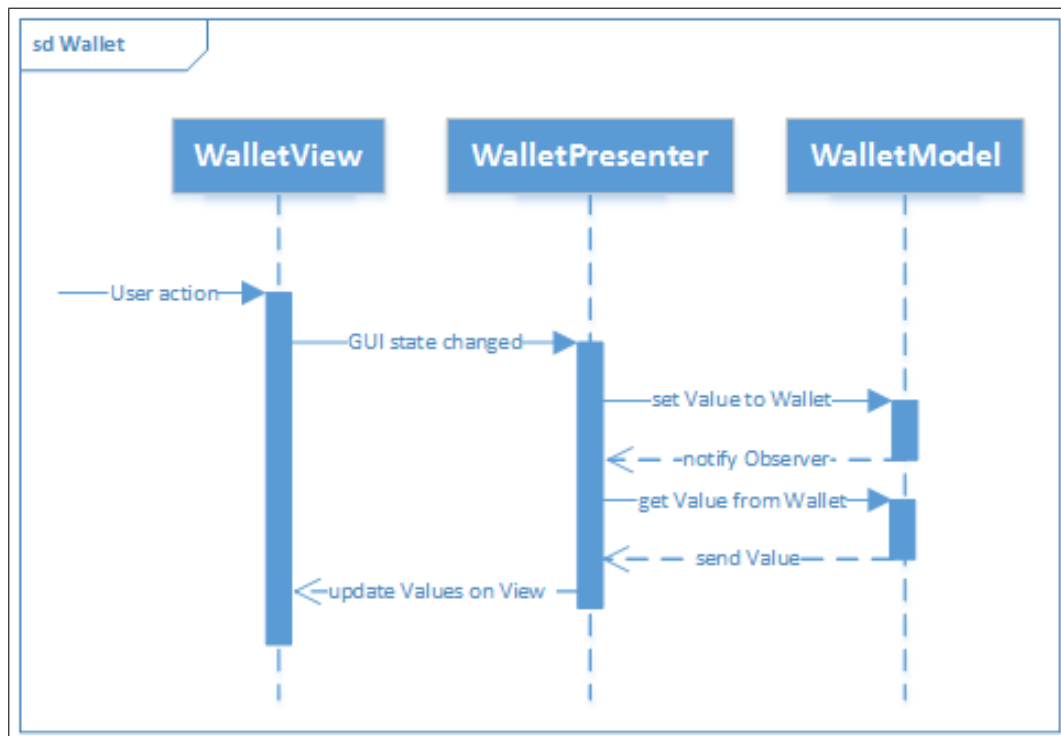 sd Wallet
WalletView
WalletPresenter
WalletModel
User action
GUI state changed
set Value to Wallet
notify Observer
get Value from Wallet
send Value
update Values on View